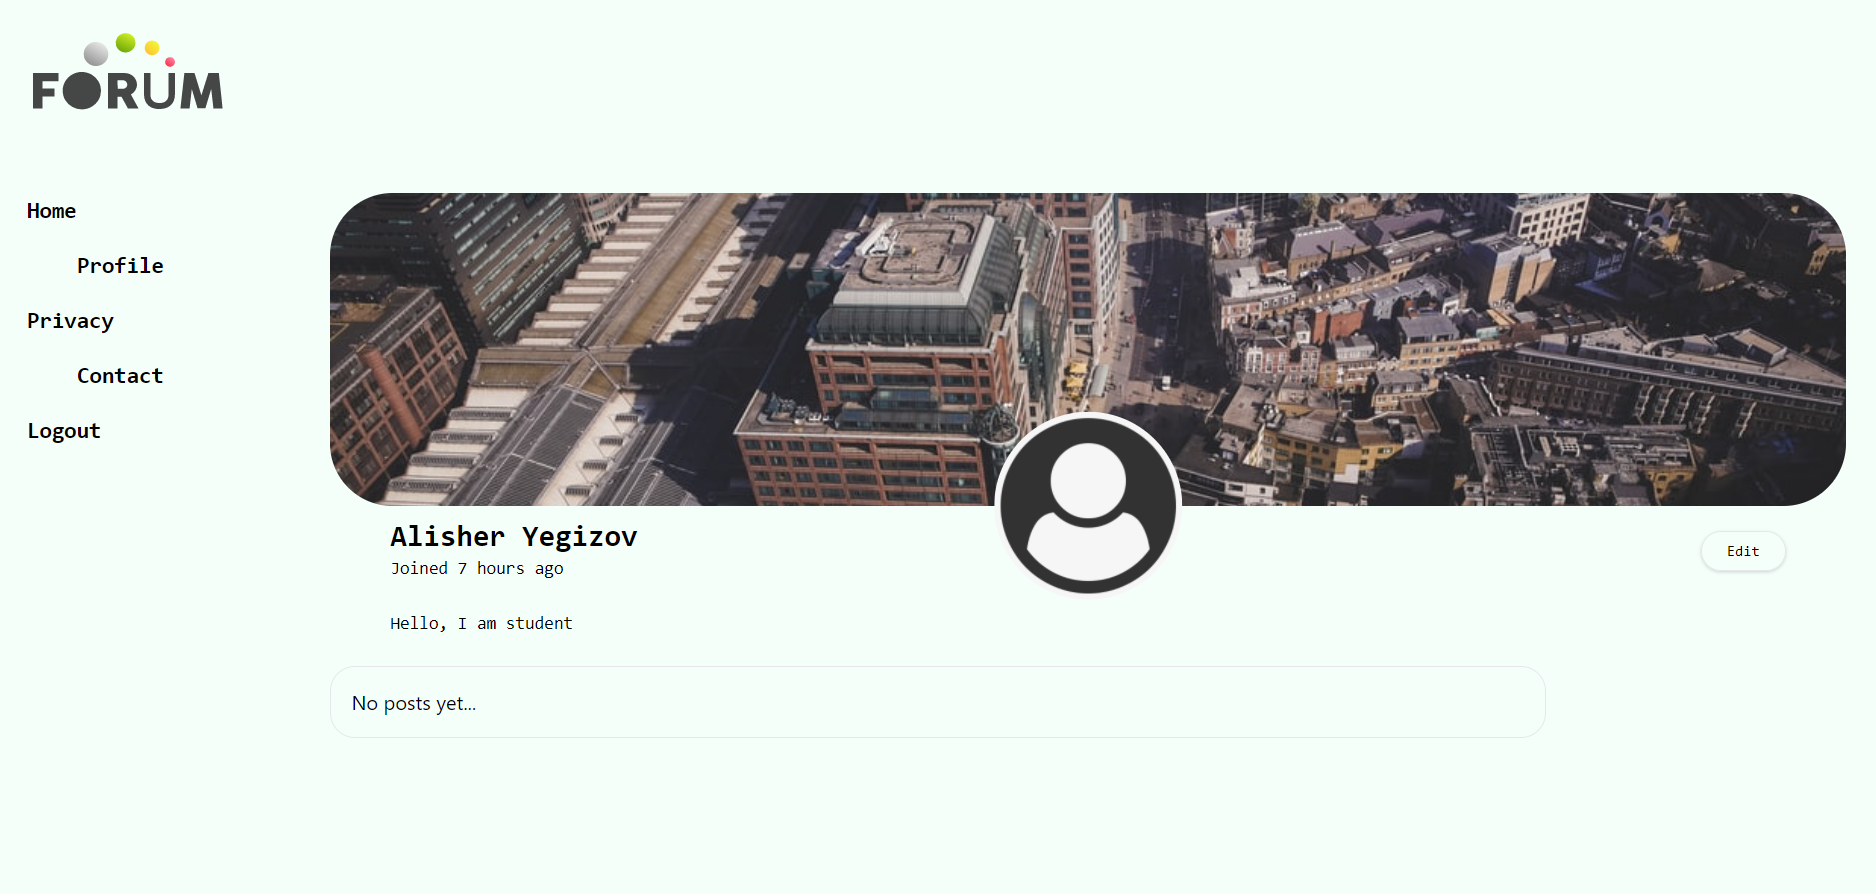 FORUM
Home
Profile
Privacy
Contact
Logout
Alisher Yegizov
Joined 7 hours ago
Edit
Hello, I am student
No posts yet...